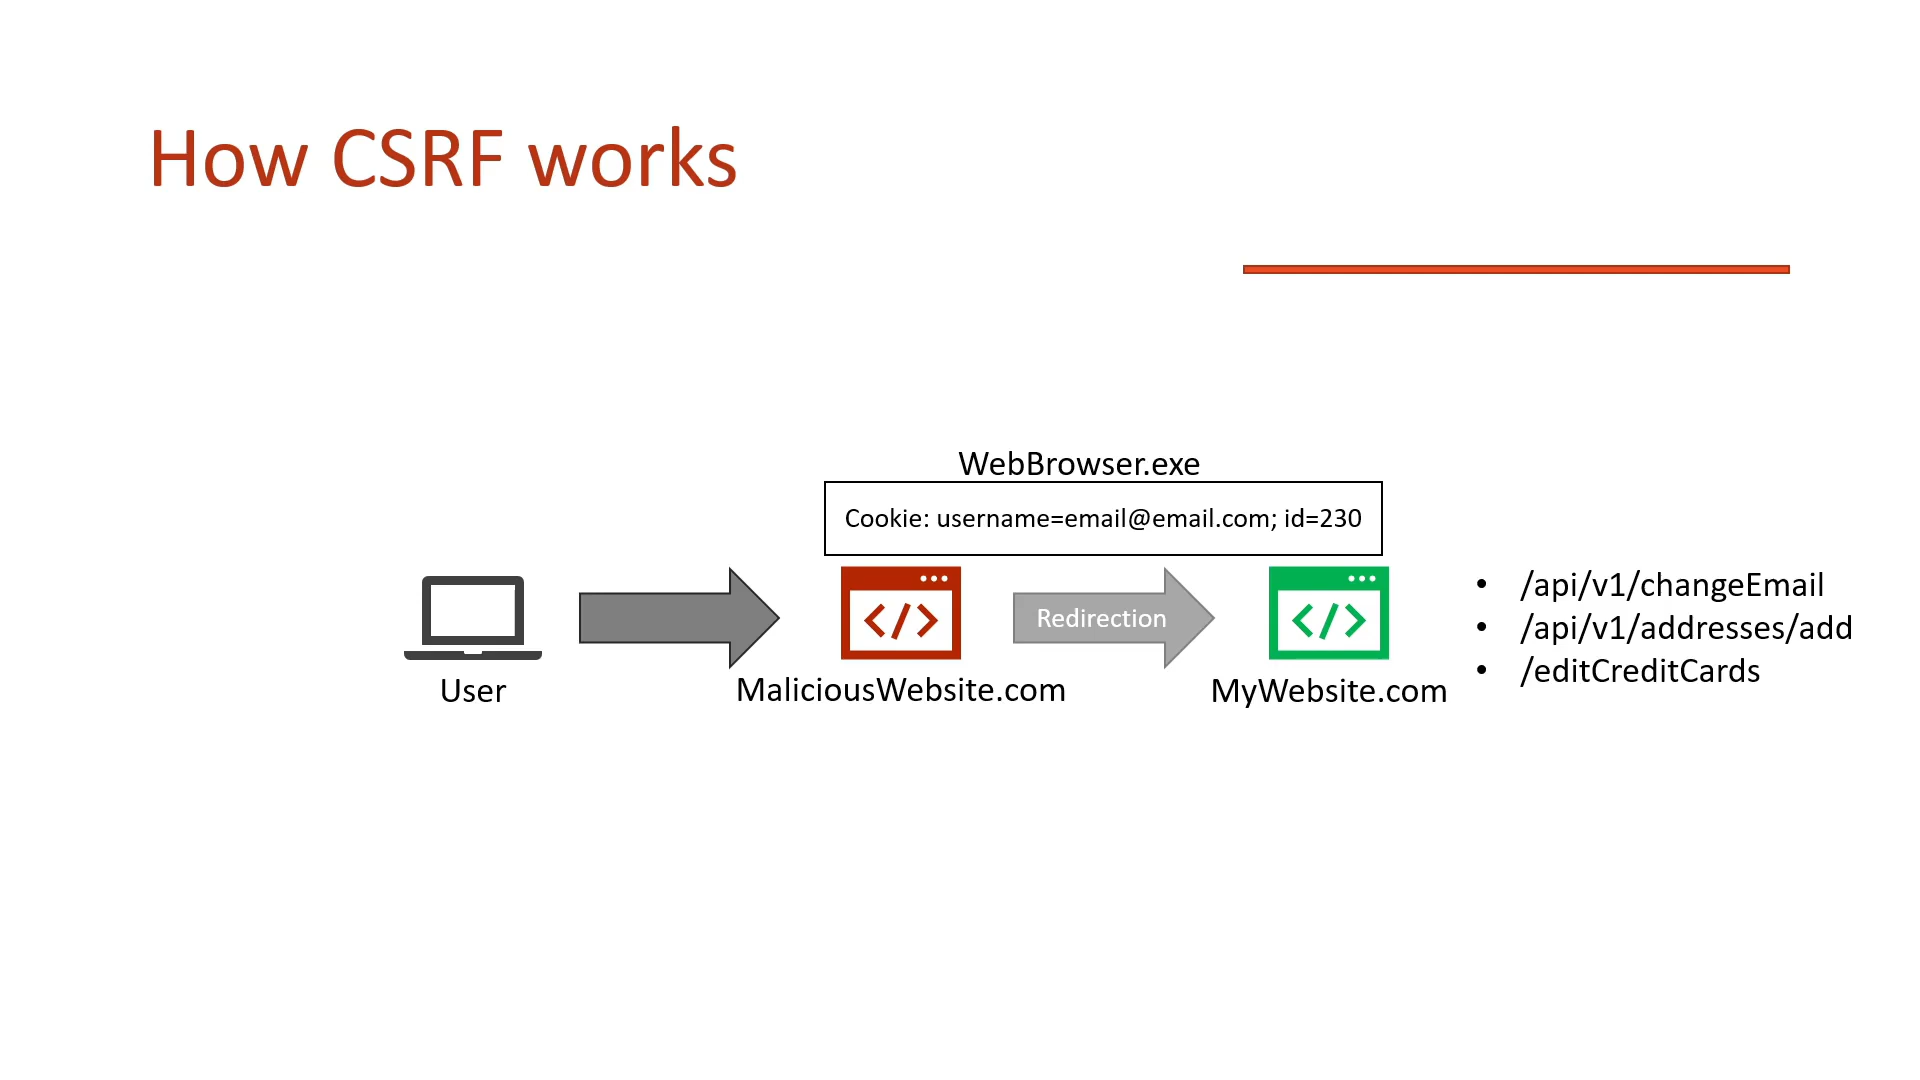 How CSRF works
WebBrowser.exe
Cookie: username=email@email.com; id=230
Redirection
User
MaliciousWebsite.com
MyWebsite.com
• /api/v1/changeEmail
• /api/v1/addresses/add
• /editCreditCards